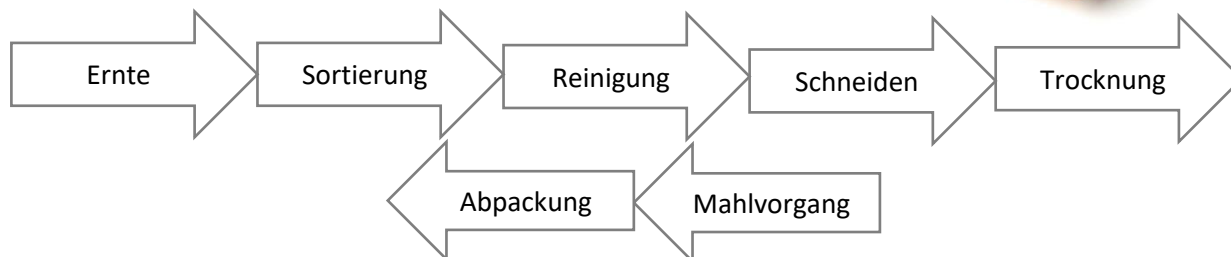 Ernte Sortierung Reinigung Schneiden Trocknung
Abpackung Mahlvorgang